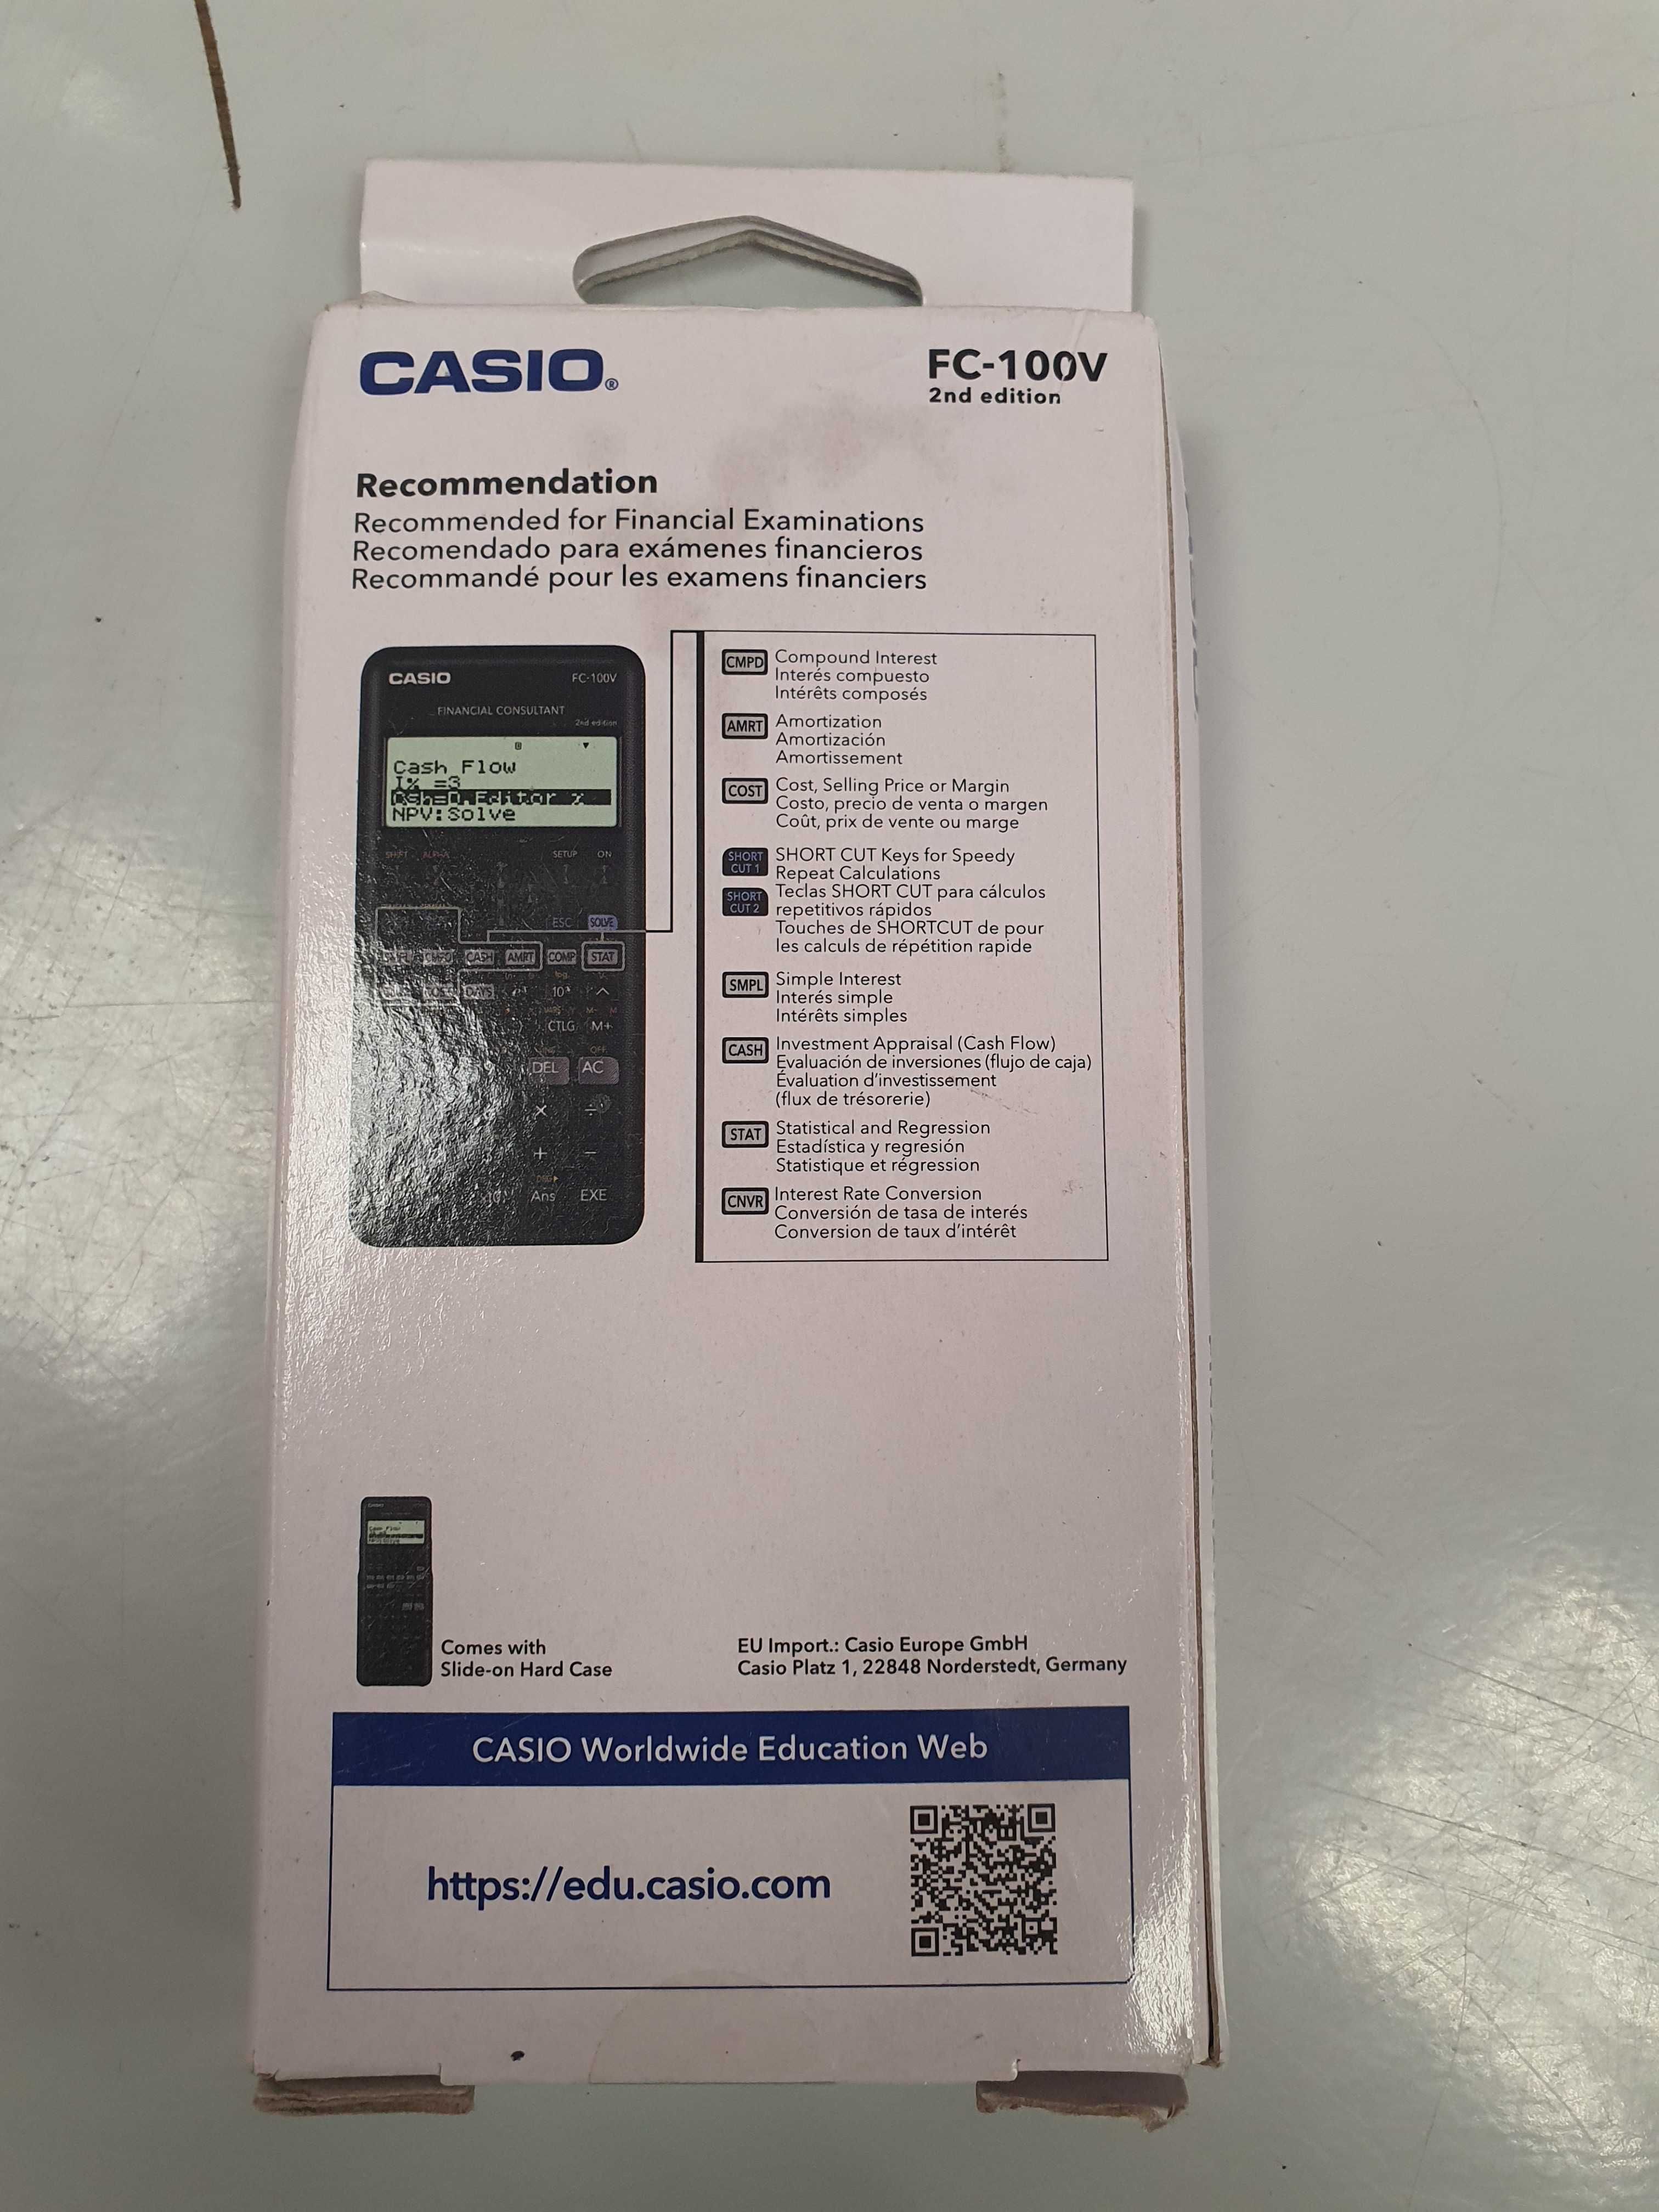 CASIO®
FC-100V
2nd edition
Recommendation
Recommended for Financial Examinations
Recomendado para exámenes financieros
Recommandé pour les examens financiers
CASIO
FC-100V
FINANCIAL CONSULTANT
2nd edition
Cash Flow
I% =3
Csh=D.Editor x
NPV:Solve
SHIFT ALPHA SETUP ON
ESC SOLVE
SMPL CMPD CASH AMRT COMP STAT
DAYS 10ˣ ^
CTLG M+
OFF
DEL AC
× ÷
+ −
Ans EXE
CMPD Compound Interest
Interés compuesto
Intérêts composés
AMRT Amortization
Amortización
Amortissement
COST Cost, Selling Price or Margin
Costo, precio de venta o margen
Coût, prix de vente ou marge
SHORT CUT 1 SHORT CUT Keys for Speedy
Repeat Calculations
SHORT CUT 2 Teclas SHORT CUT para cálculos
repetitivos rápidos
Touches de SHORTCUT de pour
les calculs de répétition rapide
SMPL Simple Interest
Interés simple
Intérêts simples
CASH Investment Appraisal (Cash Flow)
Evaluación de inversiones (flujo de caja)
Évaluation d'investissement
(flux de trésorerie)
STAT Statistical and Regression
Estadística y regresión
Statistique et régression
CNVR Interest Rate Conversion
Conversión de tasa de interés
Conversion de taux d'intérêt
Comes with
Slide-on Hard Case
EU Import.: Casio Europe GmbH
Casio Platz 1, 22848 Norderstedt, Germany
CASIO Worldwide Education Web
https://edu.casio.com